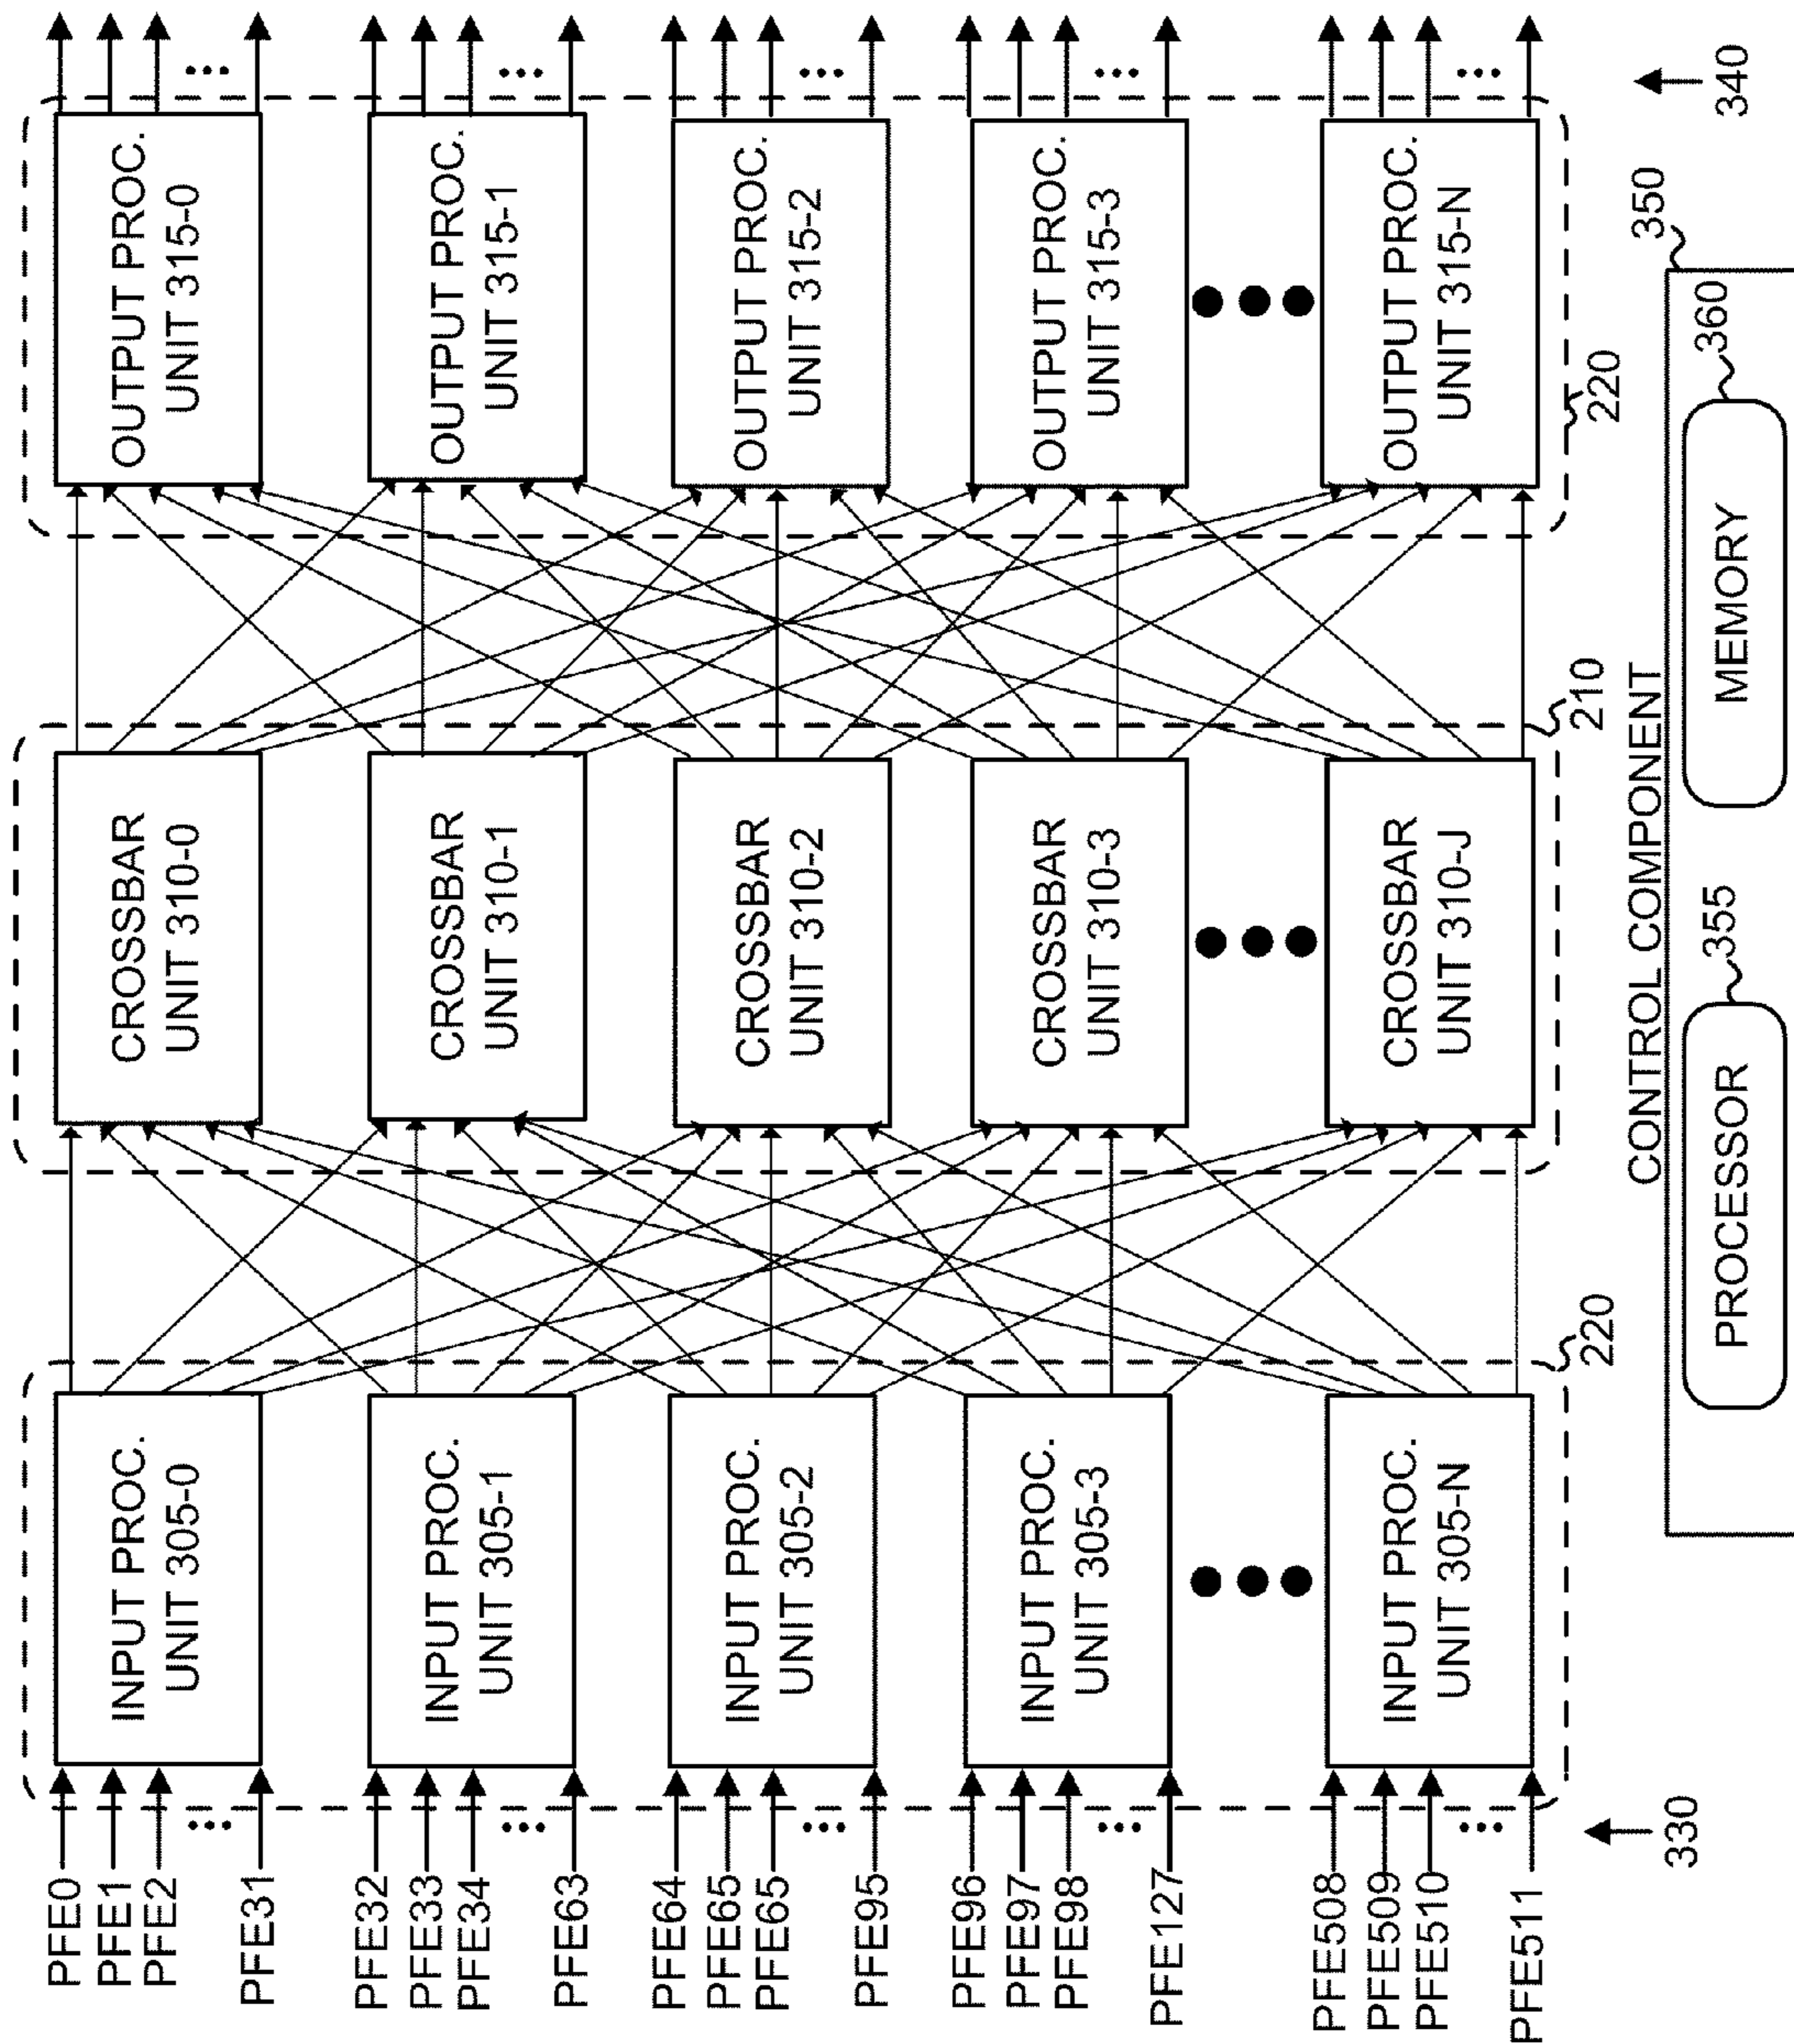 PFE0
PFE1
PFE2
...
PFE31
PFE32
PFE33
PFE34
...
PFE63
PFE64
PFE65
PFE65
...
PFE95
PFE96
PFE97
PFE98
...
PFE127
PFE508
PFE509
PFE510
...
PFE511
330
INPUT PROC.
UNIT 305-0
INPUT PROC.
UNIT 305-1
INPUT PROC.
UNIT 305-2
INPUT PROC.
UNIT 305-3
INPUT PROC.
UNIT 305-N
220
CROSSBAR
UNIT 310-0
CROSSBAR
UNIT 310-1
CROSSBAR
UNIT 310-2
CROSSBAR
UNIT 310-3
CROSSBAR
UNIT 310-J
210
OUTPUT PROC.
UNIT 315-0
OUTPUT PROC.
UNIT 315-1
OUTPUT PROC.
UNIT 315-2
OUTPUT PROC.
UNIT 315-3
OUTPUT PROC.
UNIT 315-N
220
...
...
...
...
...
340
CONTROL COMPONENT
350
PROCESSOR
355
MEMORY
360